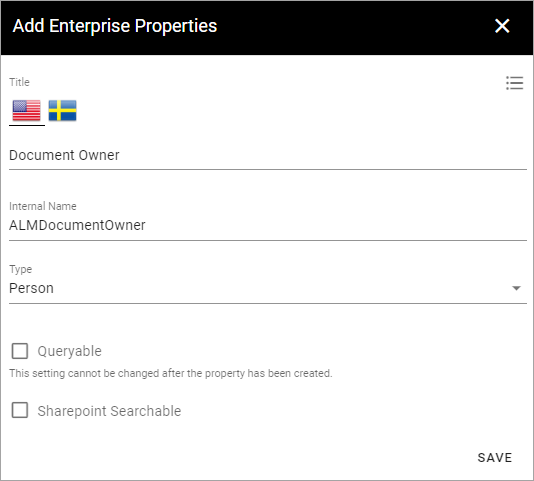 Add Enterprise Properties
Title
Document Owner
Internal Name
ALMDocumentOwner
Type
Person
Queryable
This setting cannot be changed after the property has been created.
Sharepoint Searchable
SAVE